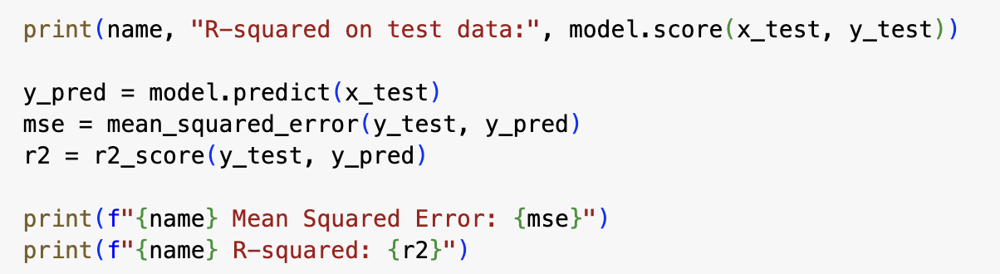 print(name, "R-squared on test data:", model.score(x_test, y_test))
y_pred = model.predict(x_test)
mse = mean_squared_error(y_test, y_pred)
r2 = r2_score(y_test, y_pred)
print(f"{name} Mean Squared Error: {mse}")
print(f"{name} R-squared: {r2}")